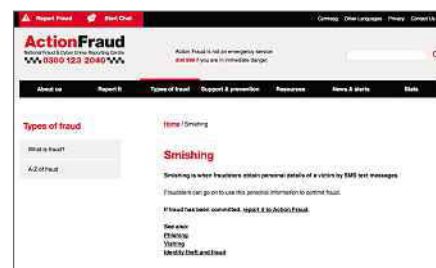 Report Fraud Start Chat Cymraeg Other Languages Privacy Contact Us
ActionFraud
National Fraud & Cyber Crime Reporting Centre
0300 123 2040
Action Fraud is not an emergency service
dial 999 if you are in immediate danger.
About us Report it Types of fraud Support & prevention Resources News & alerts Stats
Types of fraud
What is fraud?
A-Z of fraud
Home / Smishing
Smishing
Smishing is when fraudsters obtain personal details of a victim by SMS text messages.
Fraudsters can go on to use this personal information to commit fraud.
If fraud has been committed, report it to Action Fraud.
See also:
Phishing
Vishing
Identity theft and fraud